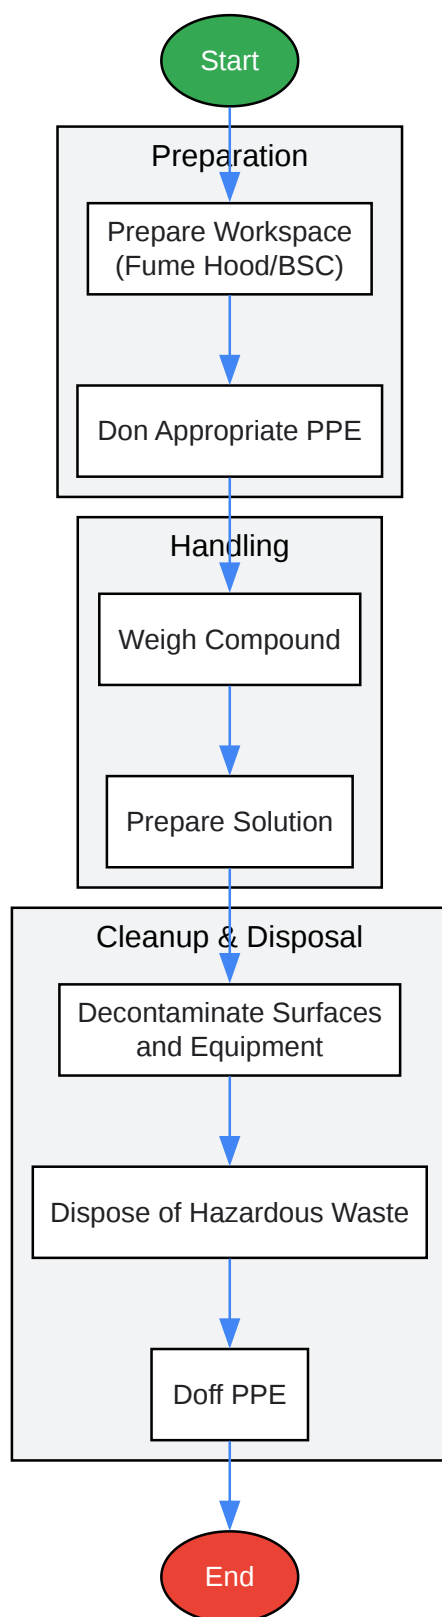 Start
Preparation
Prepare Workspace
(Fume Hood/BSC)
Don Appropriate PPE
Handling
Weigh Compound
Prepare Solution
Cleanup & Disposal
Decontaminate Surfaces
and Equipment
Dispose of Hazardous Waste
Doff PPE
End